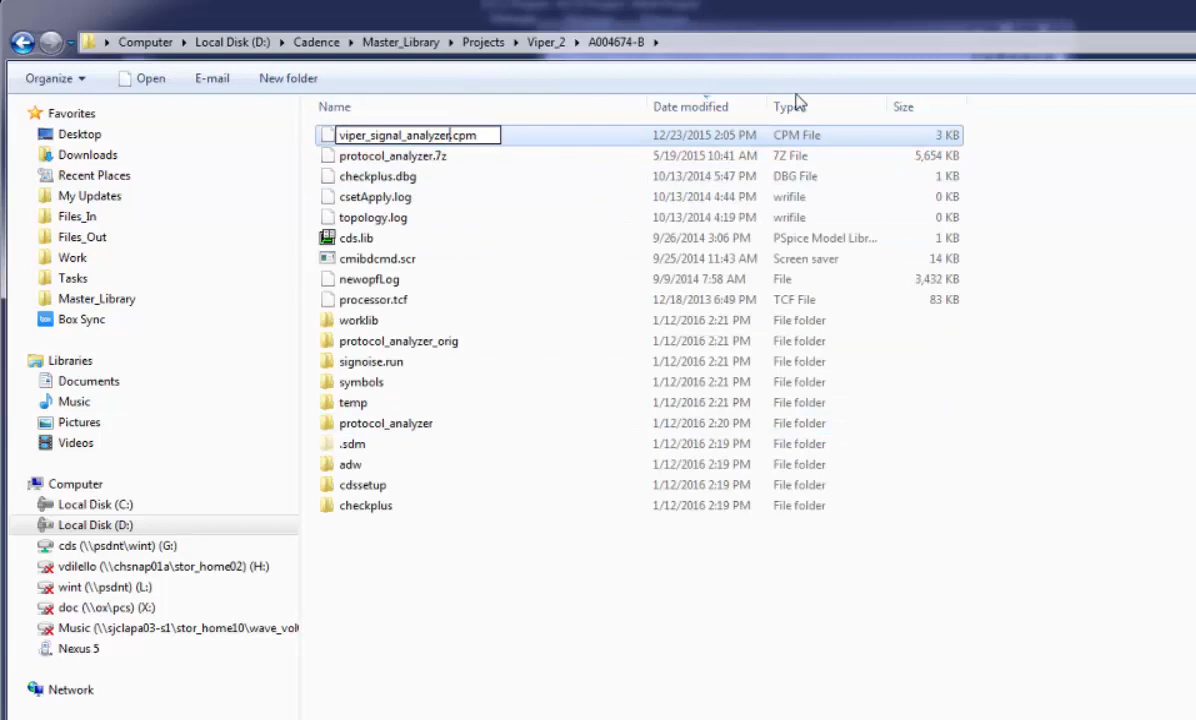 Computer Local Disk (D:) Cadence Master_Library Projects Viper_2 A004674-B
Organize Open E-mail New folder
Favorites
Desktop
Downloads
Recent Places
My Updates
Files_In
Files_Out
Work
Tasks
Master_Library
Box Sync
Libraries
Documents
Music
Pictures
Videos
Computer
Local Disk (C:)
Local Disk (D:)
cds (\\psdnt\wint) (G:)
vdilello (\\chsnap01a\stor_home02) (H:)
wint (\\psdnt) (L:)
doc (\\ox\pcs) (X:)
Music (\\sjclapa03-s1\stor_home10\wave_vol
Nexus 5
Network
Name Date modified Type Size
viper_signal_analyzer.cpm 12/23/2015 2:05 PM CPM File 3 KB
protocol_analyzer.7z 5/19/2015 10:41 AM 7Z File 5,654 KB
checkplus.dbg 10/13/2014 5:47 PM DBG File 1 KB
csetApply.log 10/13/2014 4:44 PM wrifile 0 KB
topology.log 10/13/2014 4:19 PM wrifile 0 KB
cds.lib 9/26/2014 3:06 PM PSpice Model Libr... 1 KB
cmibdcmd.scr 9/25/2014 11:43 AM Screen saver 14 KB
newopfLog 9/9/2014 7:58 AM File 3,432 KB
processor.tcf 12/18/2013 6:49 PM TCF File 83 KB
worklib 1/12/2016 2:21 PM File folder
protocol_analyzer_orig 1/12/2016 2:21 PM File folder
signoise.run 1/12/2016 2:21 PM File folder
symbols 1/12/2016 2:21 PM File folder
temp 1/12/2016 2:21 PM File folder
protocol_analyzer 1/12/2016 2:20 PM File folder
.sdm 1/12/2016 2:19 PM File folder
adw 1/12/2016 2:19 PM File folder
cdssetup 1/12/2016 2:19 PM File folder
checkplus 1/12/2016 2:19 PM File folder